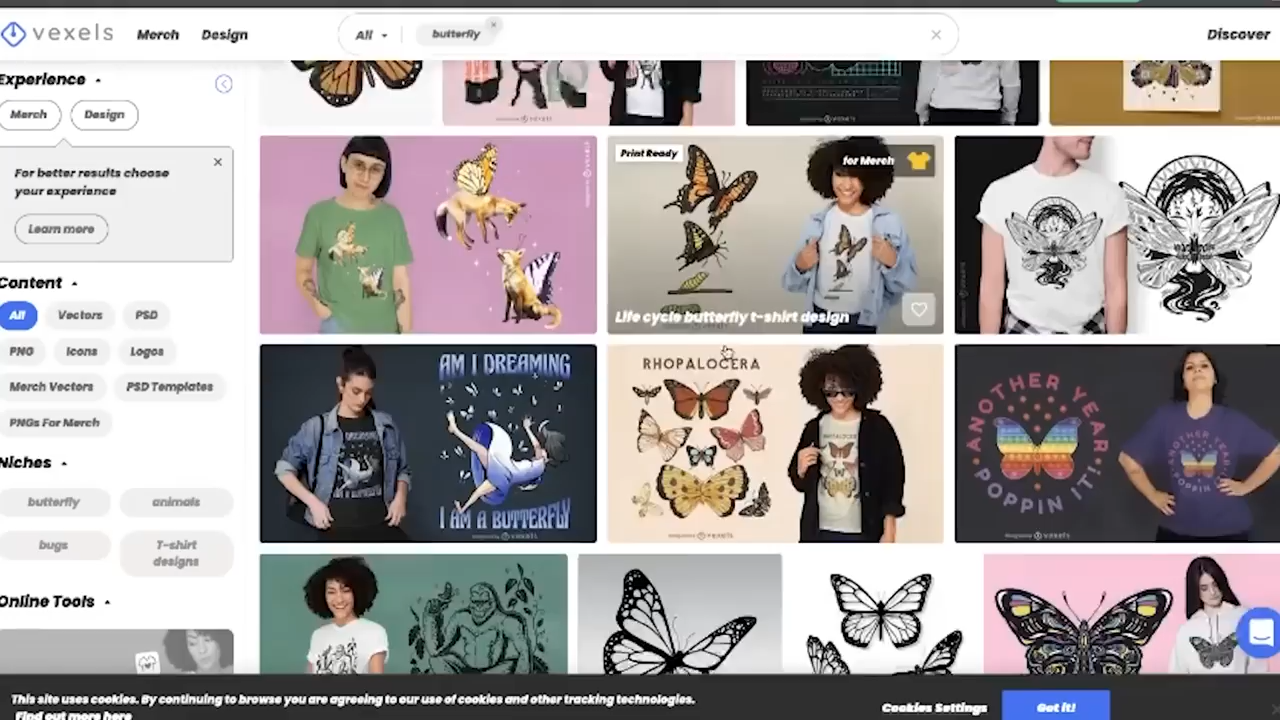 vexels
Merch
Design
All
butterfly
Discover
Experience
Merch
Design
For better results choose
your experience
Learn more
Content
All
Vectors
PSD
PNG
Icons
Logos
Merch Vectors
PSD Templates
PNGs For Merch
Niches
butterfly
animals
bugs
T-shirt
designs
Online Tools
Print Ready
for Merch
Life cycle butterfly t-shirt design
AM I DREAMING
I AM A BUTTERFLY
RHOPALOCERA
ANOTHER YEAR
POPPIN IT!
This site uses cookies. By continuing to browse you are agreeing to our use of cookies and other tracking technologies.
Find out more here
Cookies Settings
Got it!